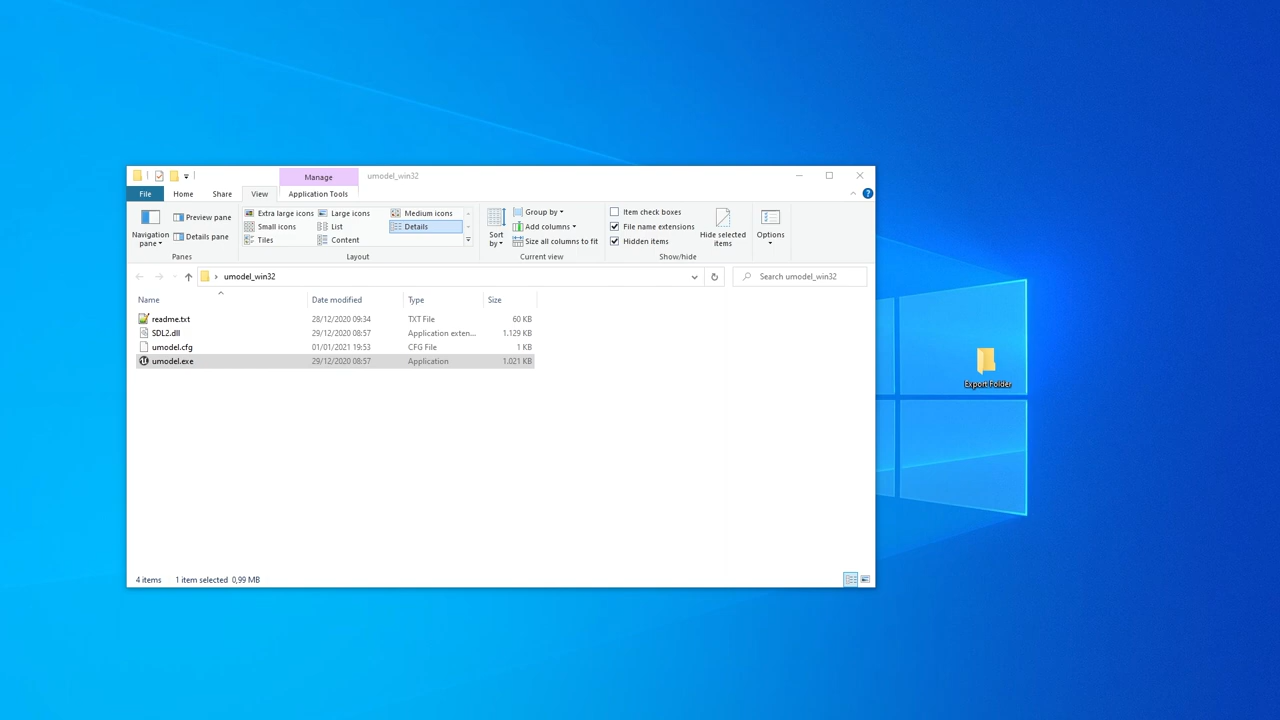 Manage umodel_win32
File Home Share View Application Tools
Navigation pane
Preview pane
Details pane
Panes
Extra large icons Large icons Medium icons
Small icons List Details
Tiles Content
Layout
Sort by
Group by
Add columns
Size all columns to fit
Current view
Item check boxes
File name extensions
Hidden items
Hide selected items
Show/hide
Options
umodel_win32 Search umodel_win32
Name Date modified Type Size
readme.txt 28/12/2020 09:34 TXT File 60 KB
SDL2.dll 29/12/2020 08:57 Application exten... 1.129 KB
umodel.cfg 01/01/2021 19:53 CFG File 1 KB
umodel.exe 29/12/2020 08:57 Application 1.021 KB
4 items 1 item selected 0,99 MB
Export Folder